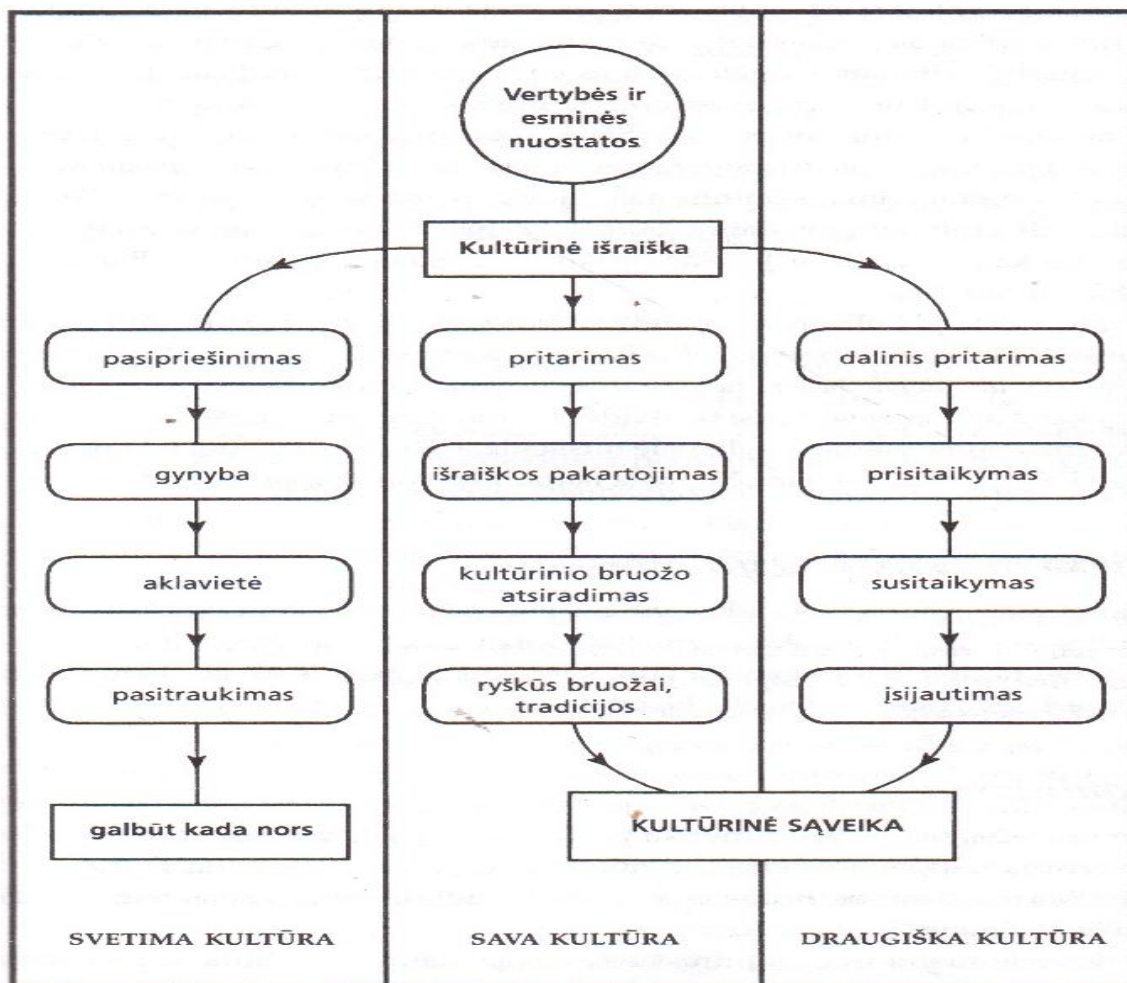 Vertybės ir
esminės
nuostatos
Kultūrinė išraiška
pasipriešinimas
pritarimas
dalinis pritarimas
gynyba
išraiškos pakartojimas
prisitaikymas
aklavietė
kultūrinio bruožo
atsiradimas
susitaikymas
pasitraukimas
ryškūs bruožai,
tradicijos
įsijautimas
galbūt kada nors
KULTŪRINĖ SĄVEIKA
SVETIMA KULTŪRA
SAVA KULTŪRA
DRAUGIŠKA KULTŪRA